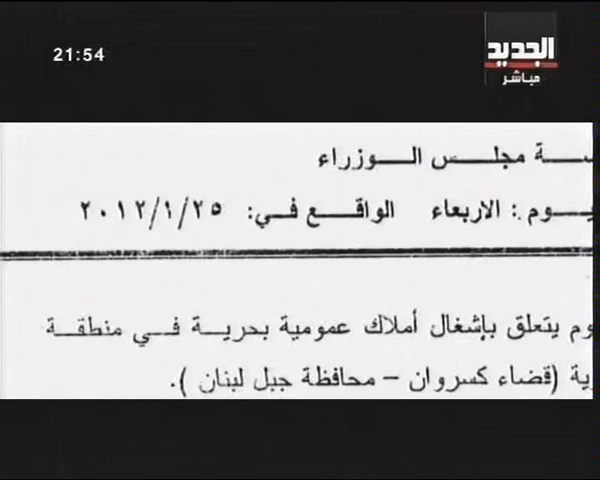 21:54
الجديد
مباشر
مجلس الوزراء
الاربعاء الواقع في: ٢٠١٢/١/٢٥
يتعلق بإشغال أملاك عمومية بحرية في منطقة
(قضاء كسروان - محافظة جبل لبنان ).